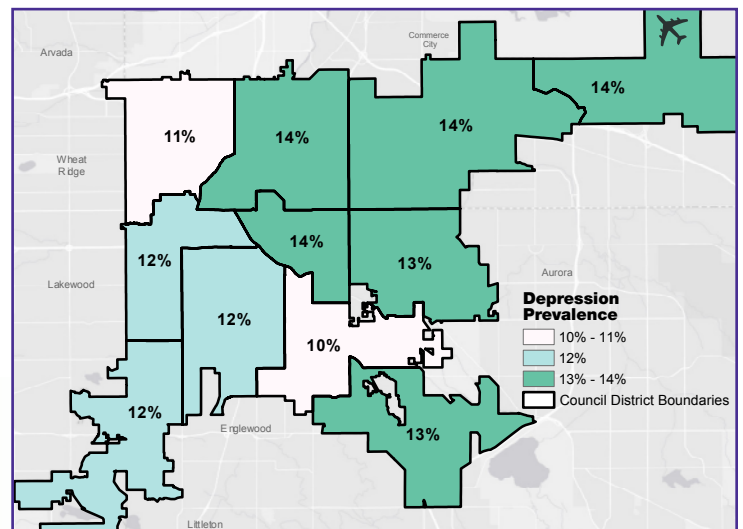 Arvada
Commerce
City
14%
11%
14%
14%
Wheat
Ridge
14%
12%
13%
Lakewood
Aurora
12%
10%
Depression
Prevalence
10% - 11%
12%
13% - 14%
Council District Boundaries
12%
Englewood
13%
Littleton